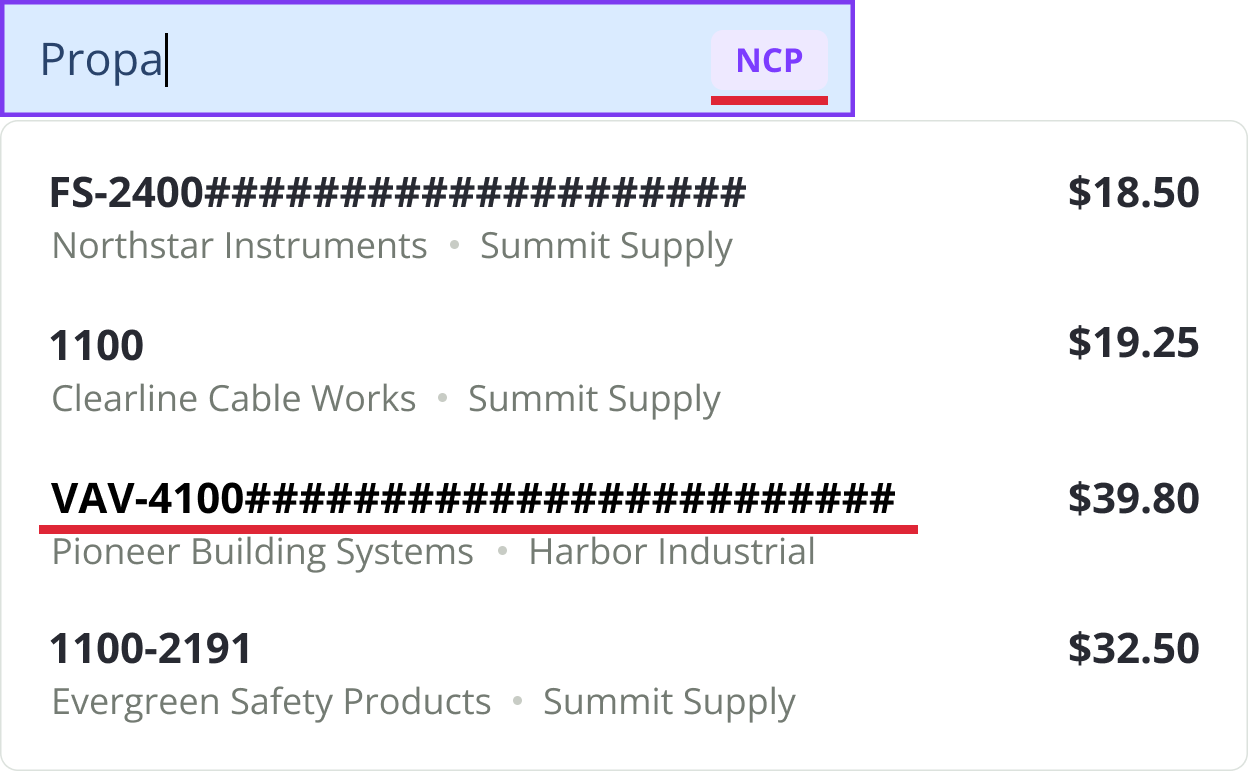 Propa NCP
FS-2400#################### $18.50
Northstar Instruments • Summit Supply
1100 $19.25
Clearline Cable Works • Summit Supply
VAV-4100######################## $39.80
Pioneer Building Systems • Harbor Industrial
1100-2191 $32.50
Evergreen Safety Products • Summit Supply